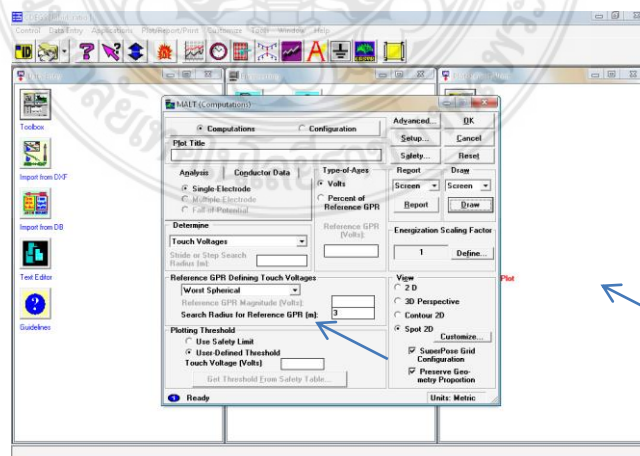 Control Data Entry Applications Plot/Report/Print Customize Tools Window Help
ID
Toolbox
Import from DXF
Import from DB
Text Editor
Guidelines
MALT (Computations)
Computations Configuration
Plot Title
Advanced... OK
Setup... Cancel
Safety... Reset
Analysis Conductor Data
Single-Electrode
Multiple Electrode
Fall of Potential
Type-of-Axes
Volts
Percent of
Reference GPR
Reference GPR
(Volts):
Report Draw
Screen Screen
Report Draw
Determine
Touch Voltages
Stride or Step Search
Radius (m):
Energization Scaling Factor
1 Define...
Reference GPR Defining Touch Voltages
Worst Spherical
Reference GPR Magnitude (Volts):
Search Radius for Reference GPR (m): 3
View
2 D
3D Perspective
Contour 2D
Spot 2D
Customize...
SuperPose Grid
Configuration
Preserve Geo-
metry Proportion
Plotting Threshold
Use Safety Limit
User-Defined Threshold
Touch Voltage (Volts)
Get Threshold From Safety Table...
Ready Units: Metric
Plot